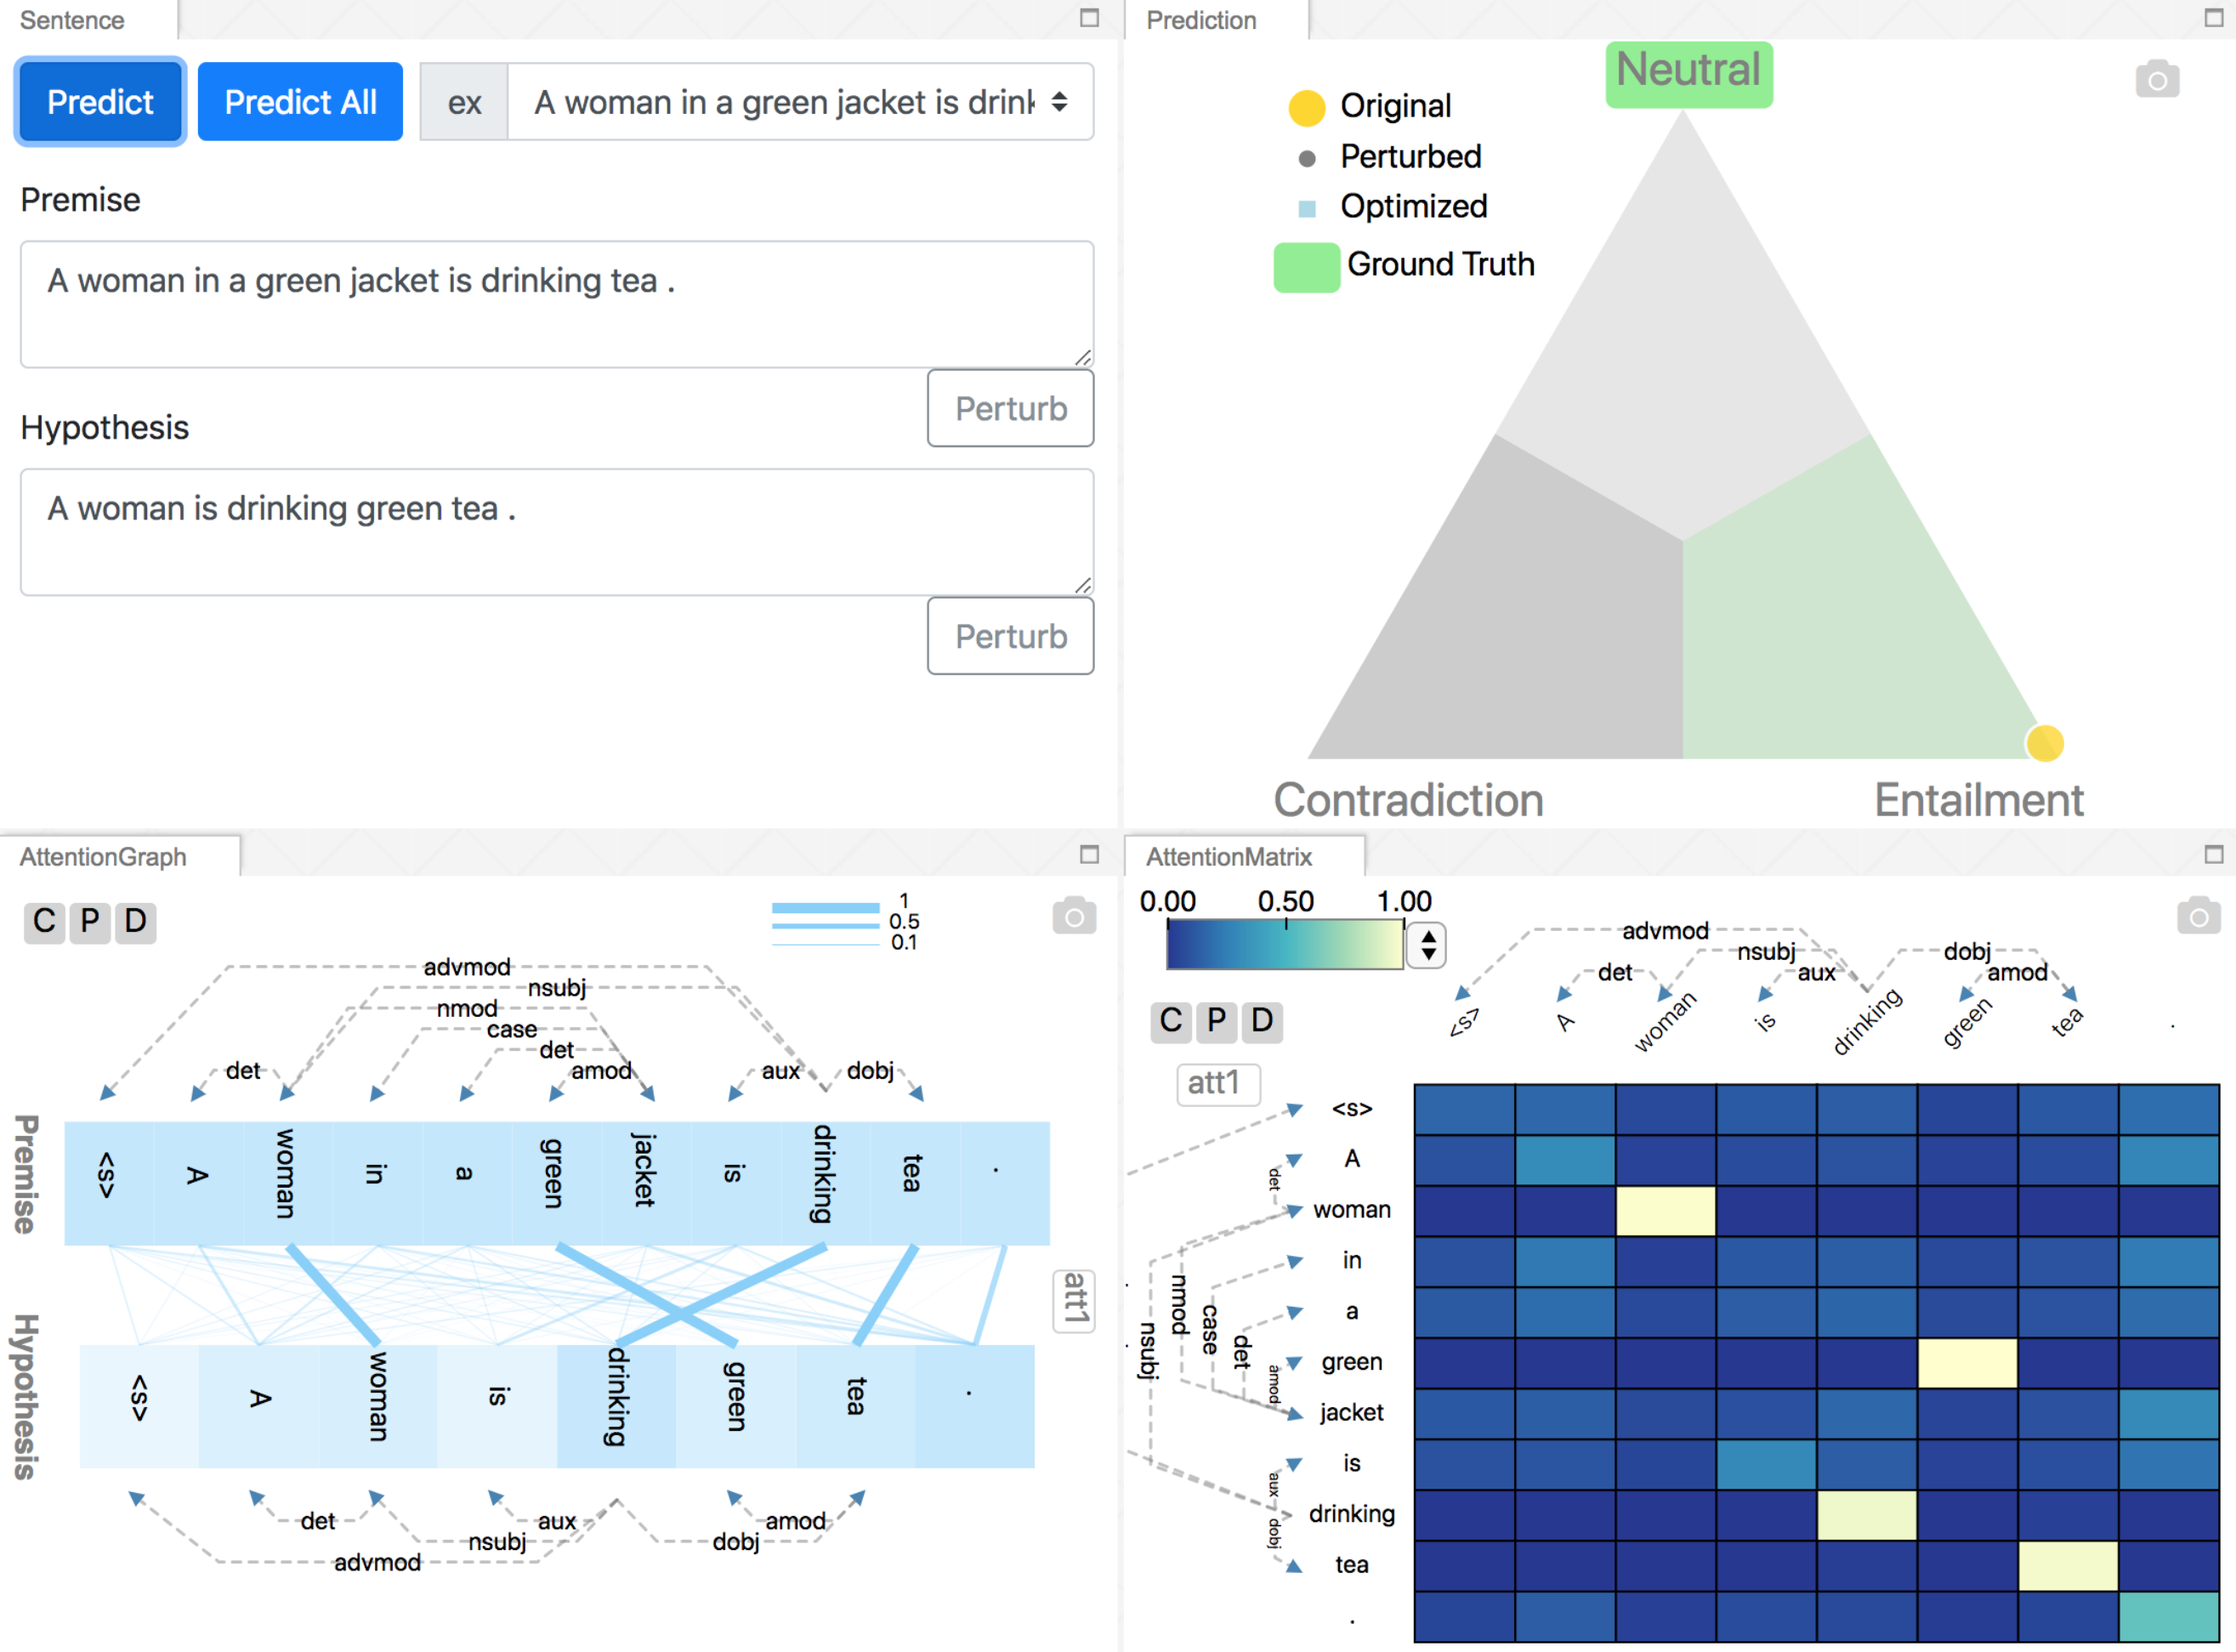 Sentence
Predict
Predict All
ex
A woman in a green jacket is drink
Premise
A woman in a green jacket is drinking tea .
Perturb
Hypothesis
A woman is drinking green tea .
Perturb
Prediction
Neutral
Original
Perturbed
Optimized
Ground Truth
Contradiction
Entailment
AttentionGraph
C P D
1
0.5
0.1
advmod
nsubj
nmod
case
det
det
amod
aux
dobj
Premise
<s> A woman in a green jacket is drinking tea .
att1
Hypothesis
<s> A woman is drinking green tea .
det
aux
amod
nsubj
dobj
advmod
AttentionMatrix
0.00 0.50 1.00
C P D
att1
advmod
nsubj
dobj
det
aux
amod
<s> A woman is drinking green tea .
<s>
A
woman
in
a
green
jacket
is
drinking
tea
.
det
nsubj
nmod
case
det
amod
aux
dobj